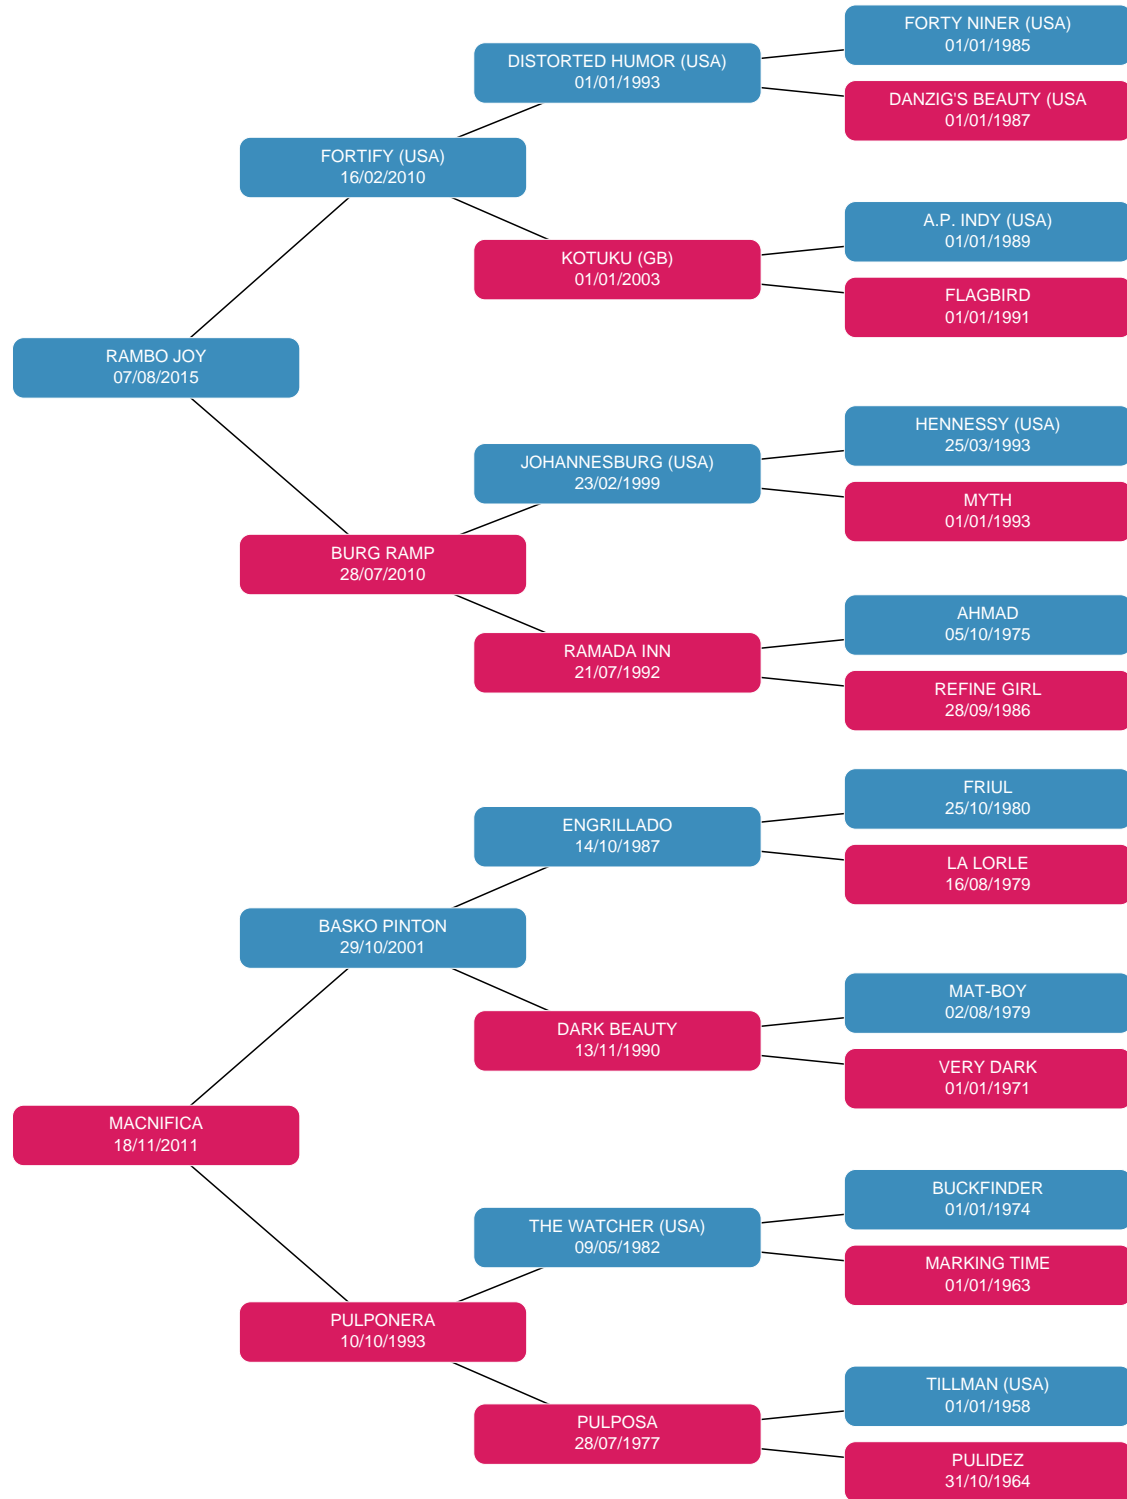 FORTY NINER (USA)
01/01/1985
DISTORTED HUMOR (USA)
01/01/1993
DANZIG'S BEAUTY (USA
01/01/1987
FORTIFY (USA)
16/02/2010
A.P. INDY (USA)
01/01/1989
KOTUKU (GB)
01/01/2003
FLAGBIRD
01/01/1991
RAMBO JOY
07/08/2015
HENNESSY (USA)
25/03/1993
JOHANNESBURG (USA)
23/02/1999
MYTH
01/01/1993
BURG RAMP
28/07/2010
AHMAD
05/10/1975
RAMADA INN
21/07/1992
REFINE GIRL
28/09/1986
FRIUL
25/10/1980
ENGRILLADO
14/10/1987
LA LORLE
16/08/1979
BASKO PINTON
29/10/2001
MAT-BOY
02/08/1979
DARK BEAUTY
13/11/1990
VERY DARK
01/01/1971
MACNIFICA
18/11/2011
BUCKFINDER
01/01/1974
THE WATCHER (USA)
09/05/1982
MARKING TIME
01/01/1963
PULPONERA
10/10/1993
TILLMAN (USA)
01/01/1958
PULPOSA
28/07/1977
PULIDEZ
31/10/1964